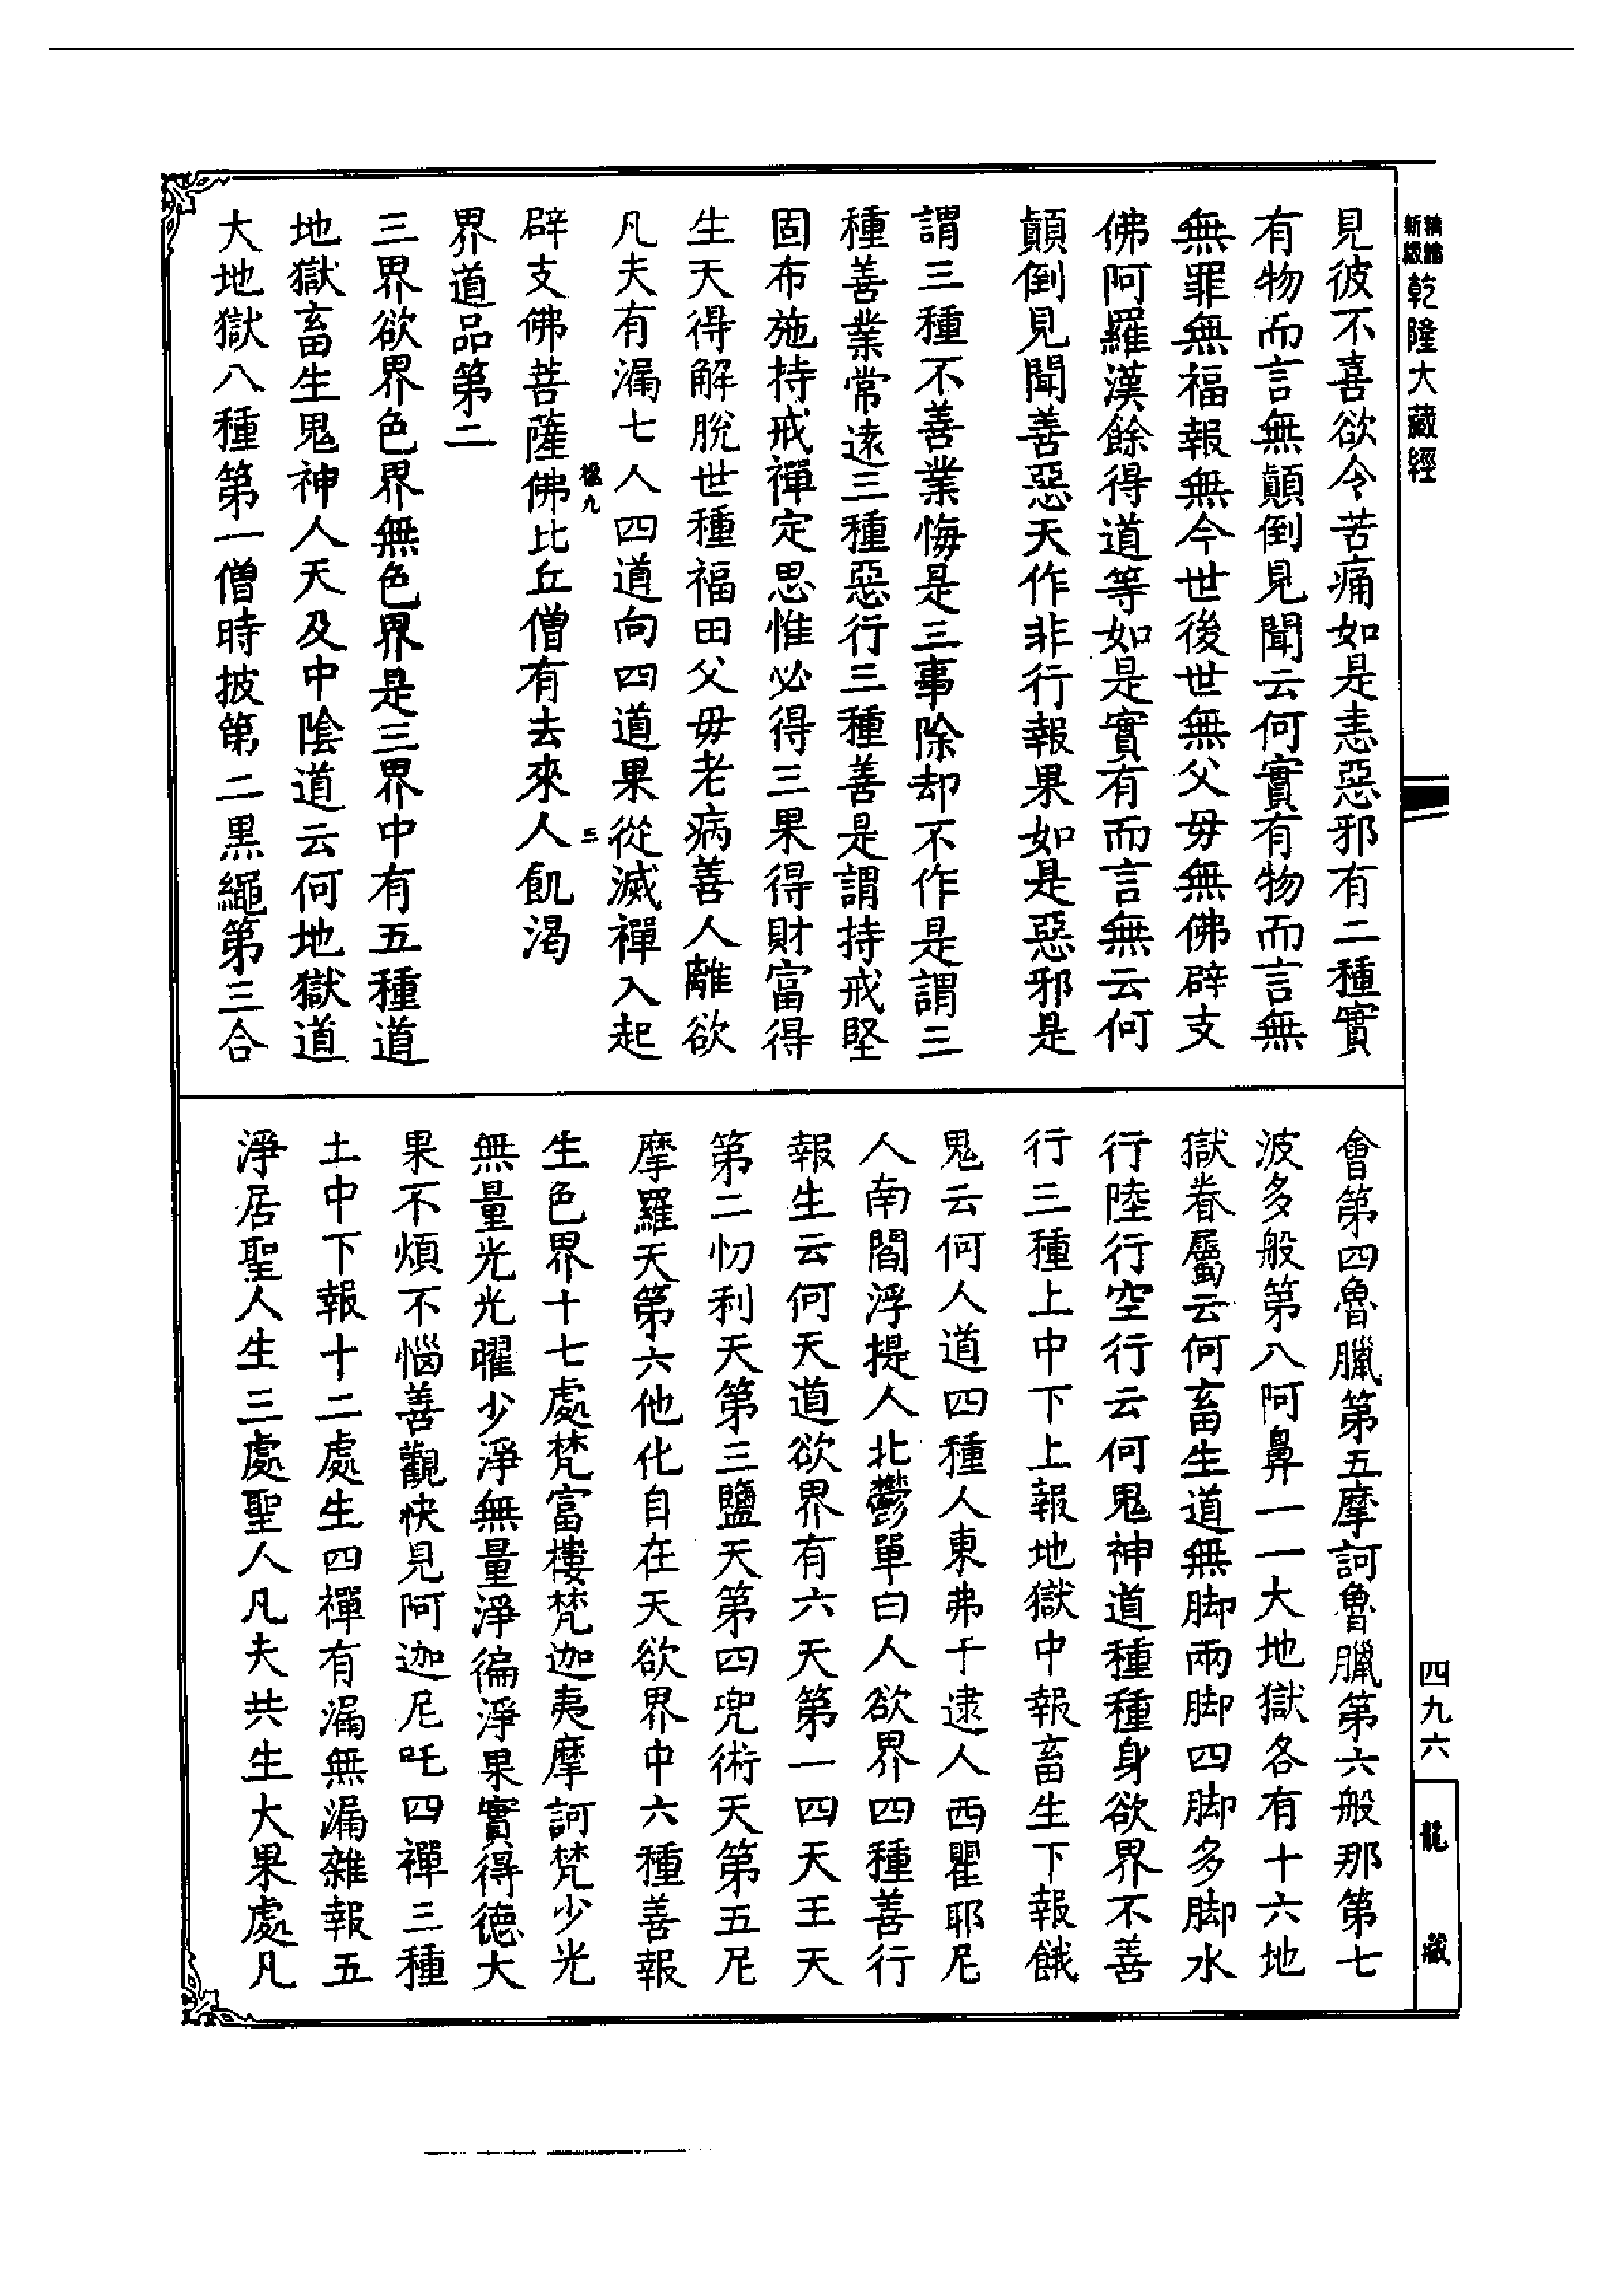 新編縮版乾隆大藏經
見彼不喜欲令苦痛如是恚惡邪有二種實
有物而言無顛倒見聞云何實有物而言無
無罪無福報無今世後世無父毋無佛辟支
佛阿羅漢餘得道等如是實有而言無云何
顛倒見聞善惡天作非行報果如是惡邪是
謂三種不善業悔是三事除却不作是謂三
種善業常逺三種惡行三種善是謂持戒堅
固布施持戒禪定思惟必得三果得財富得
生天得解脫世種福田父毋老病善人離欲
凡夫有漏七人四道向四道果從滅禪入起
九 三
辟支佛菩薩佛比丘僧有去來人飢渴
界道品第二
三界欲界色界無色界是三界中有五種道
地獄畜生鬼神人天及中陰道云何地獄道
大地獄八種第一僧時披第二黑繩第三合
會第四魯臘第五摩訶魯臘第六般那第七
波多般第八阿鼻一一大地獄各有十六地
獄眷屬云何畜生道無脚兩脚四脚多脚水
行陸行空行云何鬼神道種種身欲界不善
行三種上中下上報地獄中報畜生下報餓
鬼云何人道四種人東弗于逮人西瞿耶尼
人南閻浮提人北鬱單曰人欲界四種善行
報生云何天道欲界有六天第一四天王天
第二忉利天第三鹽天第四兜術天第五尼
摩羅天第六他化自在天欲界中六種善報
生色界十七處梵富樓梵迦夷摩訶梵少光
無量光光曜少淨無量淨徧淨果實得德大
果不煩不惱善觀快見阿迦尼吒四禪三種
土中下報十二處生四禪有漏無漏雜報五
淨居聖人生三處聖人凡夫共生大果處凡
四九六
龍藏